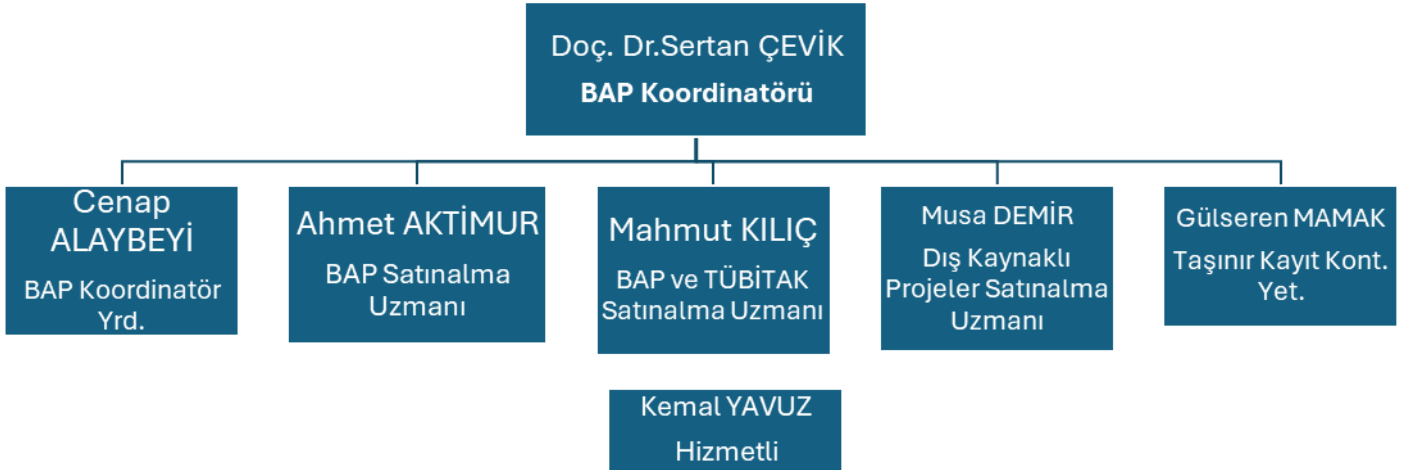 Doç. Dr.Sertan ÇEVİK
BAP Koordinatörü
Cenap
ALAYBEYİ
BAP Koordinatör
Yrd.
Ahmet AKTİMUR
BAP Satınalma
Uzmanı
Mahmut KILIÇ
BAP ve TÜBİTAK
Satınalma Uzmanı
Musa DEMİR
Dış Kaynaklı
Projeler Satınalma
Uzmanı
Gülseren MAMAK
Taşınır Kayıt Kont.
Yet.
Kemal YAVUZ
Hizmetli